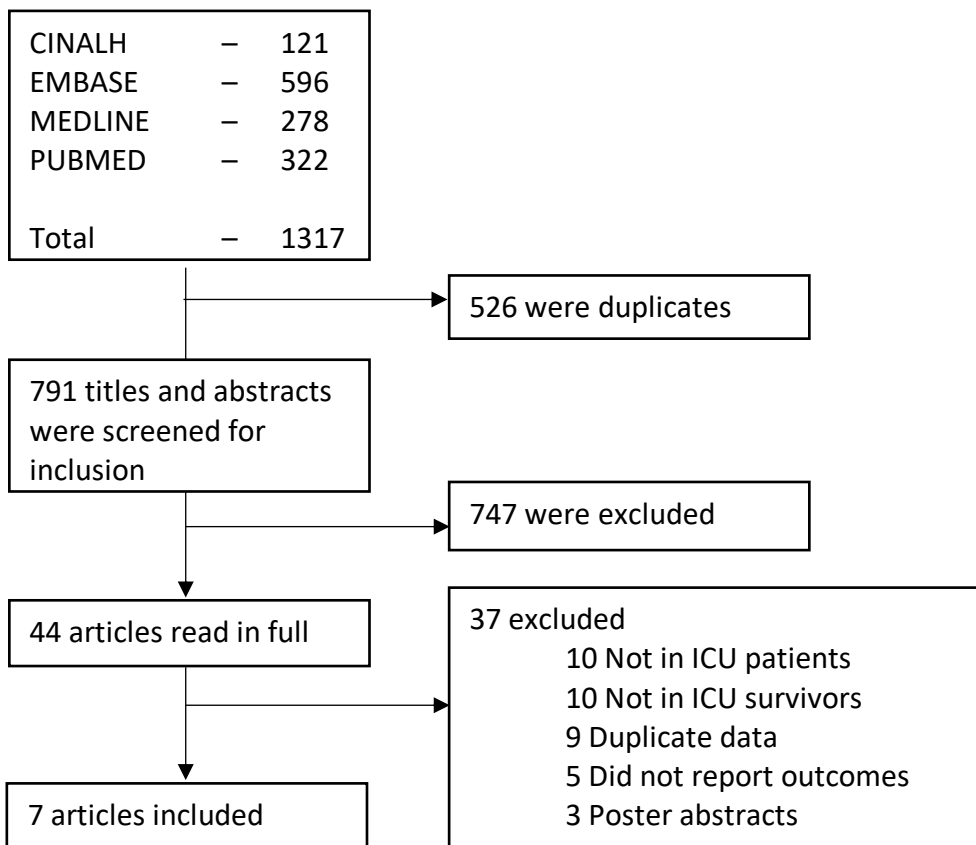 CINALH – 121
EMBASE – 596
MEDLINE – 278
PUBMED – 322
Total – 1317
526 were duplicates
791 titles and abstracts
were screened for
inclusion
747 were excluded
44 articles read in full
37 excluded
10 Not in ICU patients
10 Not in ICU survivors
9 Duplicate data
5 Did not report outcomes
3 Poster abstracts
7 articles included